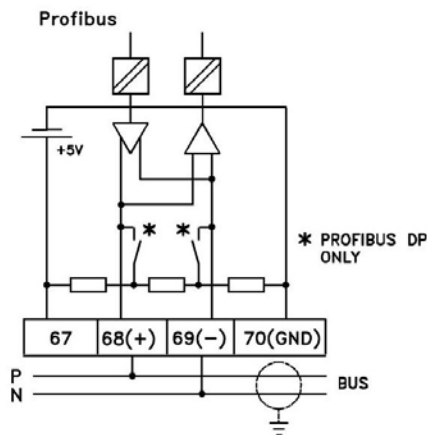 Profibus
+5V
*
*
* PROFIBUS DP
ONLY
67
68(+)
69(-)
70(GND)
P
N
BUS